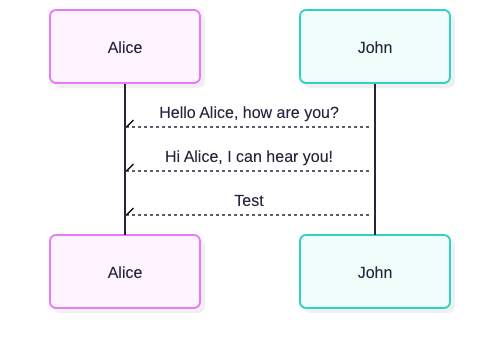 Alice
John
Hello Alice, how are you?
Hi Alice, I can hear you!
Test
Alice
John